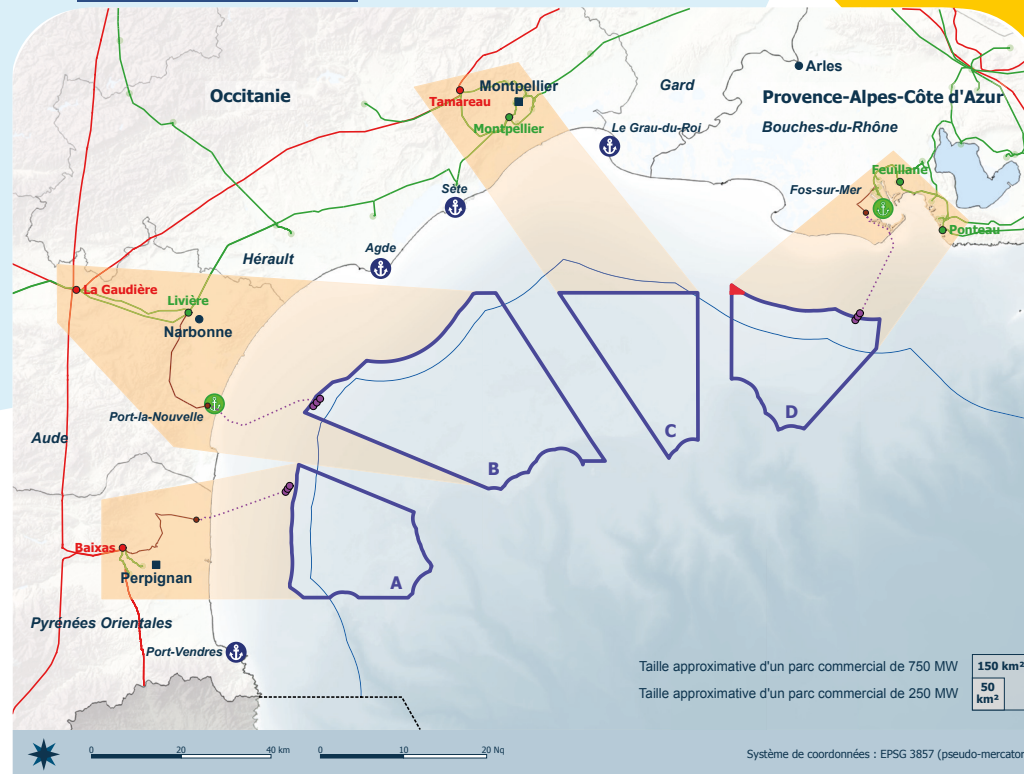 Arles
Montpellier
Gard
Occitanie
Tamareau
Provence-Alpes-Côte d'Azur
Montpellier
Le Grau-du-Roi
Bouches-du-Rhône
Feuillane
Sète
Fos-sur-Mer
Ponteau
Agde
Hérault
La Gaudière
Livière
Narbonne
Port-la-Nouvelle
D
C
Aude
B
Baixas
Perpignan
A
Pyrénées Orientales
Port-Vendres
Taille approximative d'un parc commercial de 750 MW 150 km²
Taille approximative d'un parc commercial de 250 MW 50 km²
0 20 40 km
0 10 20 Nq
Système de coordonnées : EPSG 3857 (pseudo-mercator